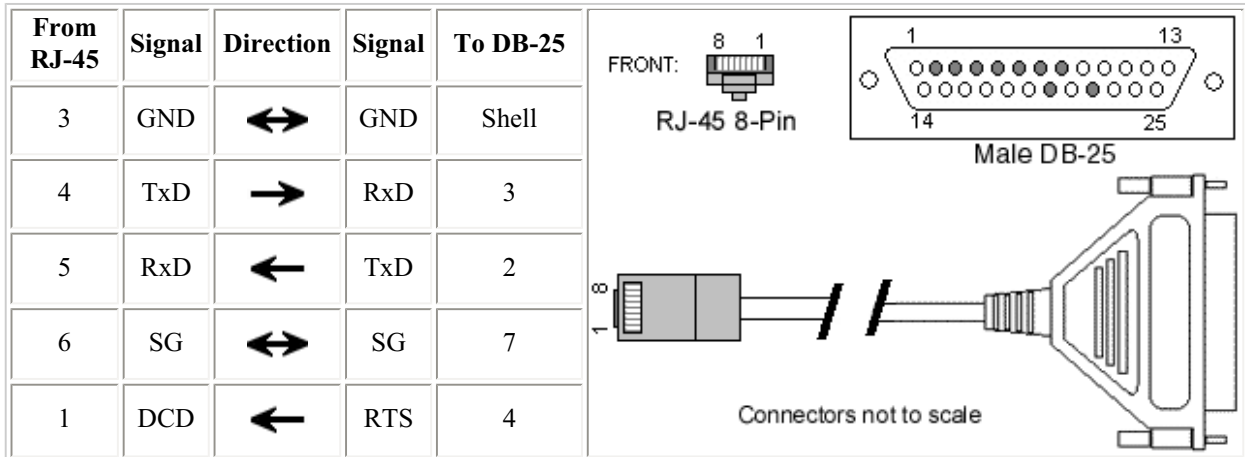 From RJ-45 Signal Direction Signal To DB-25
3 GND GND Shell
4 TxD RxD 3
5 RxD TxD 2
6 SG SG 7
1 DCD RTS 4
8 1
FRONT:
RJ-45 8-Pin
1 13
14 25
Male DB-25
8
1
Connectors not to scale